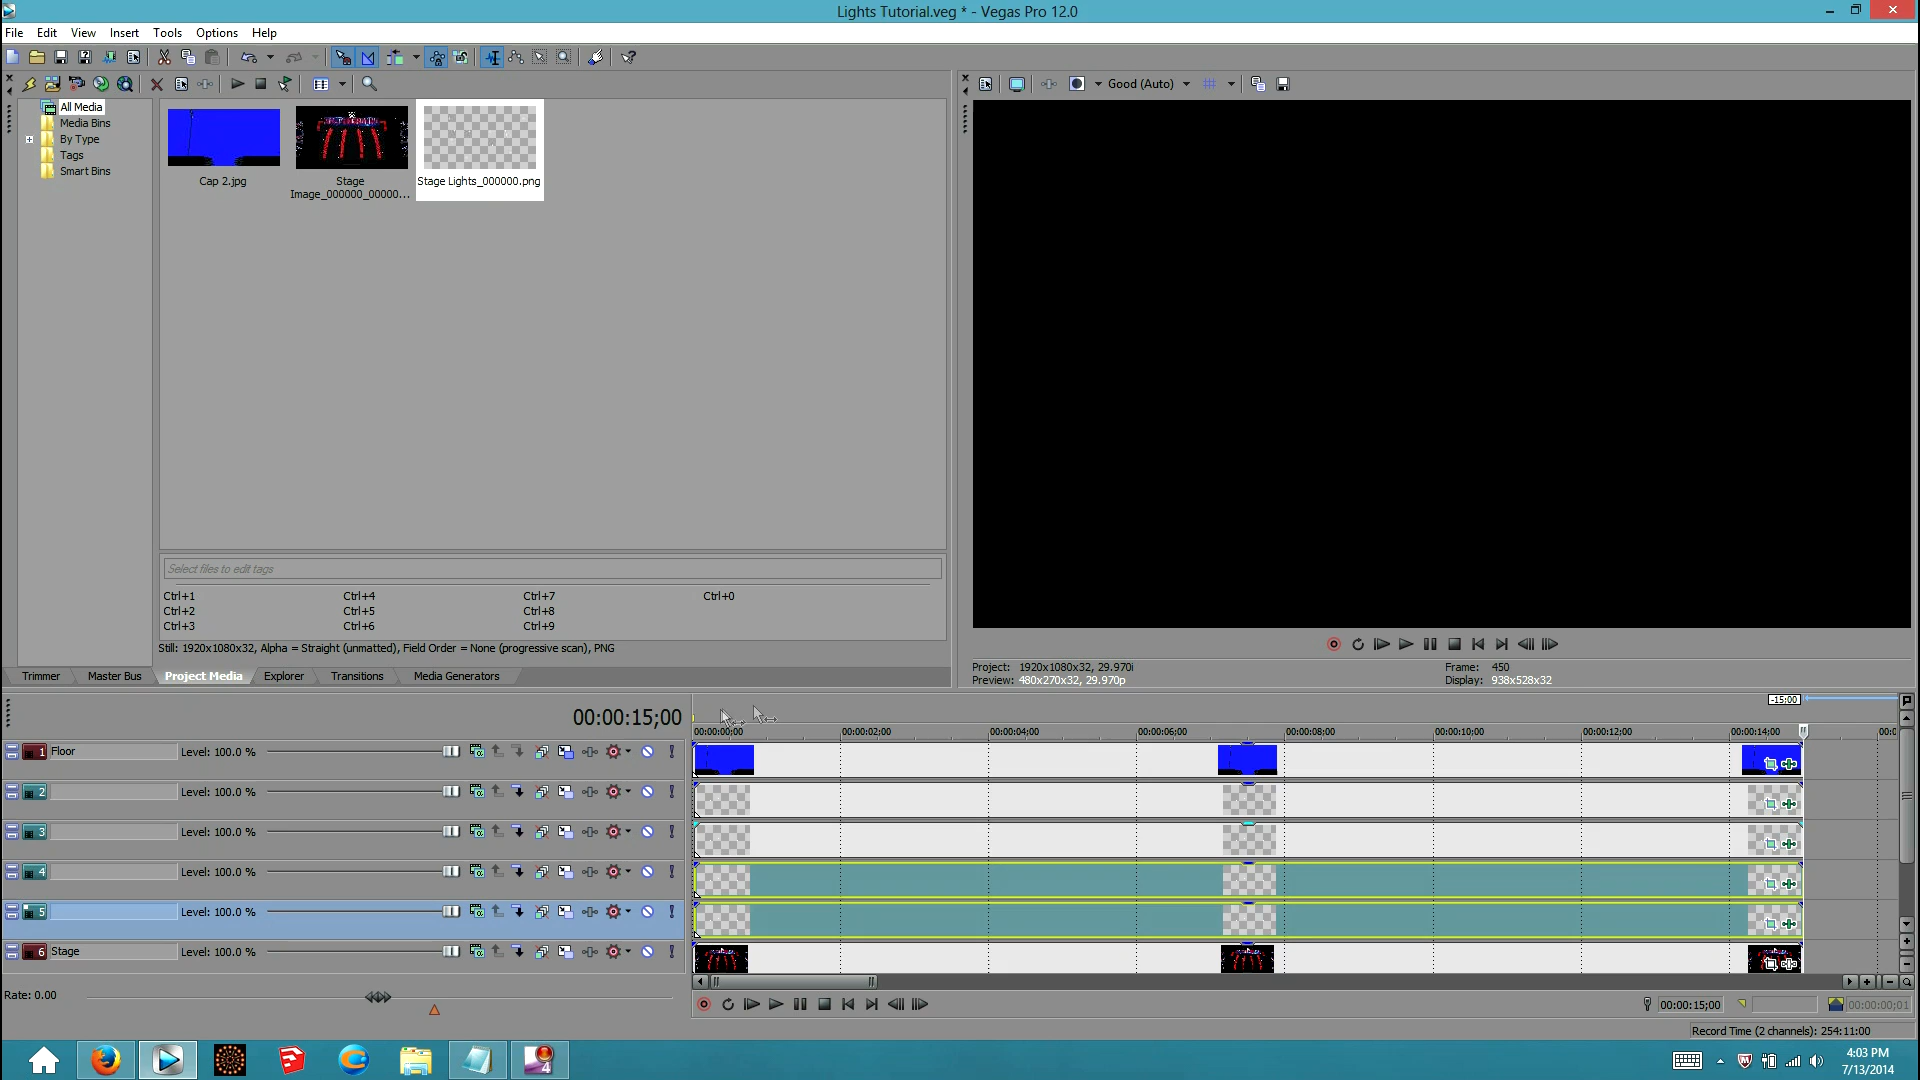 Lights Tutorial.veg * - Vegas Pro 12.0
File Edit View Insert Tools Options Help
Good (Auto)
All Media
Media Bins
By Type
Tags
Smart Bins
Cap 2.jpg
Stage
Image_000000_00000...
Stage Lights_000000.png
Select files to edit tags
Ctrl+1 Ctrl+4 Ctrl+7 Ctrl+0
Ctrl+2 Ctrl+5 Ctrl+8
Ctrl+3 Ctrl+6 Ctrl+9
Still: 1920x1080x32, Alpha = Straight (unmatted), Field Order = None (progressive scan), PNG
Trimmer Master Bus Project Media Explorer Transitions Media Generators
Project: 1920x1080x32, 29.970i Frame: 450
Preview: 480x270x32, 29.970p Display: 938x528x32
-15:00
00:00:15;00
00:00:00;00 00:00:02;00 00:00:04;00 00:00:06;00 00:00:08;00 00:00:10;00 00:00:12;00 00:00:14;00 00:0
1 Floor Level: 100.0 %
2 Level: 100.0 %
3 Level: 100.0 %
4 Level: 100.0 %
5 Level: 100.0 %
6 Stage Level: 100.0 %
Rate: 0.00
00:00:15;00 00:00:00;01
Record Time (2 channels): 254:11:00
4
4:03 PM
7/13/2014